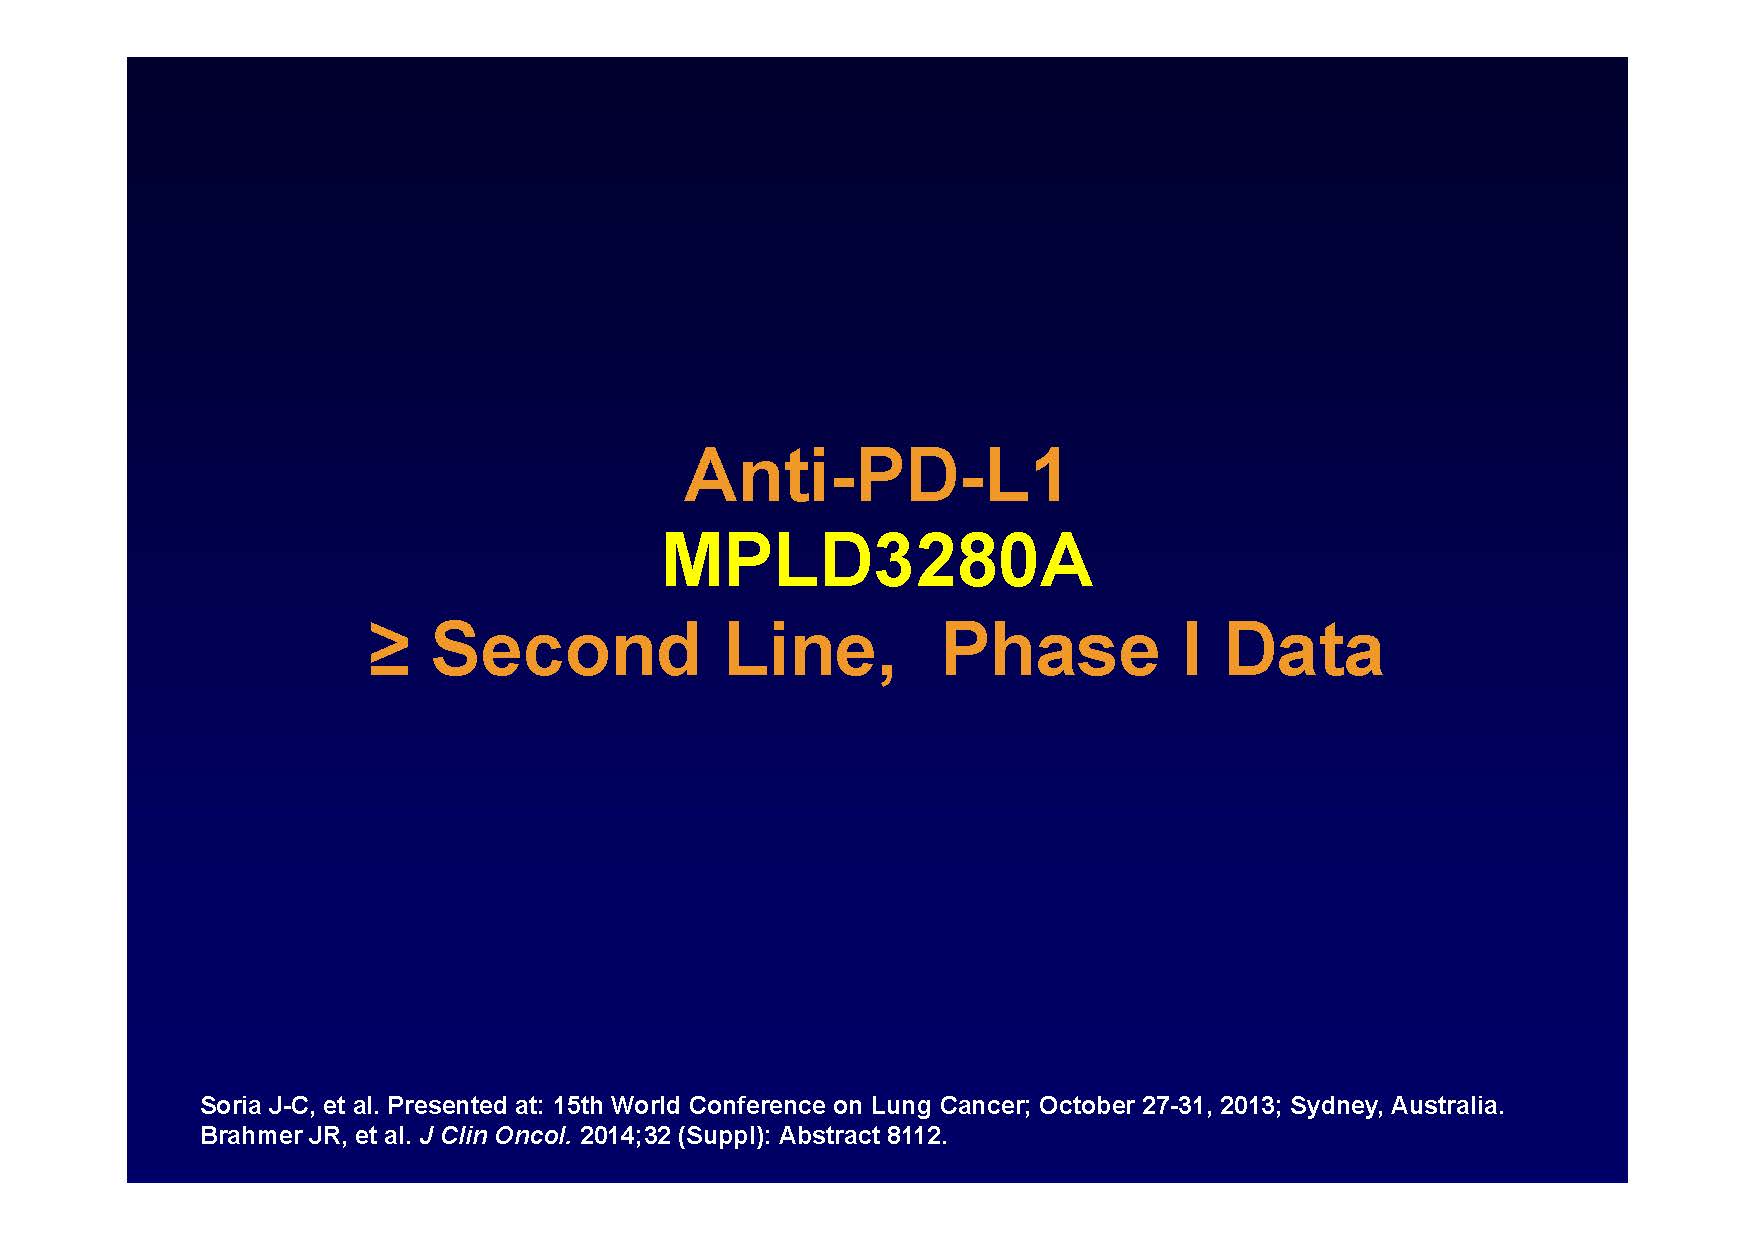 Anti-PD-L1
MPLD3280A
≥ Second Line, Phase I Data
Soria J-C, et al. Presented at: 15th World Conference on Lung Cancer; October 27-31, 2013; Sydney, Australia.
Brahmer JR, et al. J Clin Oncol. 2014;32 (Suppl): Abstract 8112.